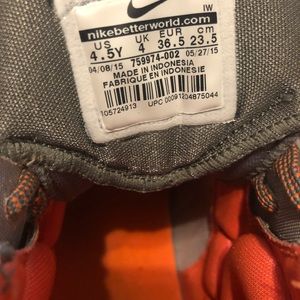 IW
nikebetterworld.com
US UK EUR cm
4.5Y 4 36.5 23.5
04/08/15 759974-002 05/27/15
MADE IN INDONESIA
FABRIQUE EN INDONESIE
105724913 UPC 00091204875044